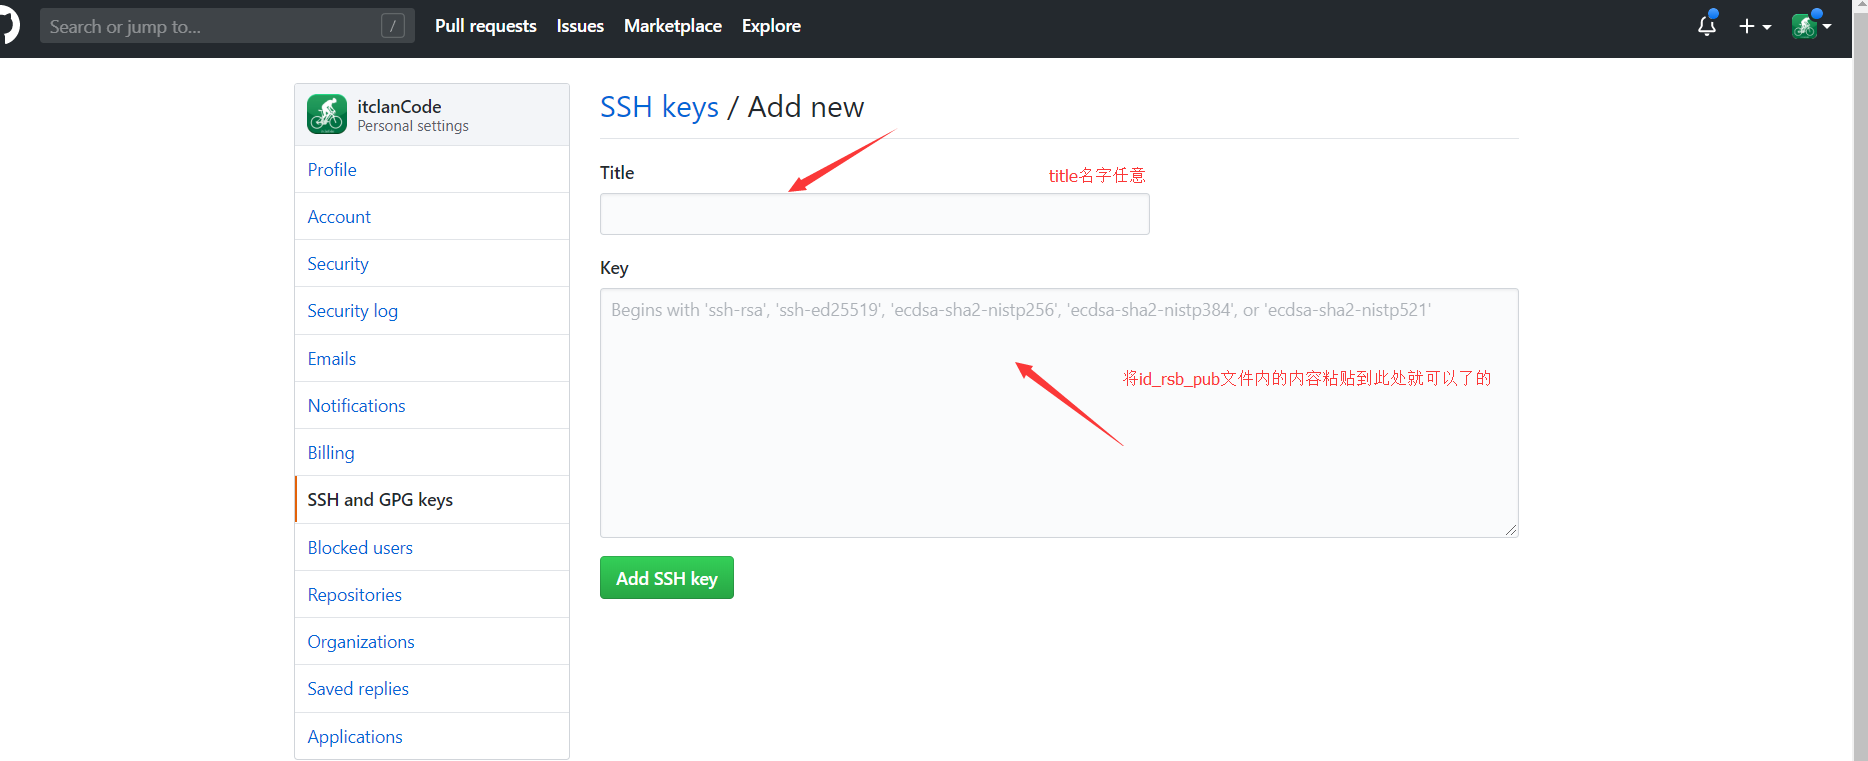 Search or jump to... /
Pull requests Issues Marketplace Explore
itclanCode
Personal settings
Profile
Account
Security
Security log
Emails
Notifications
Billing
SSH and GPG keys
Blocked users
Repositories
Organizations
Saved replies
Applications
SSH keys / Add new
Title
title名字任意
Key
Begins with 'ssh-rsa', 'ssh-ed25519', 'ecdsa-sha2-nistp256', 'ecdsa-sha2-nistp384', or 'ecdsa-sha2-nistp521'
将id_rsb_pub文件内的内容粘贴到此处就可以了的
Add SSH key